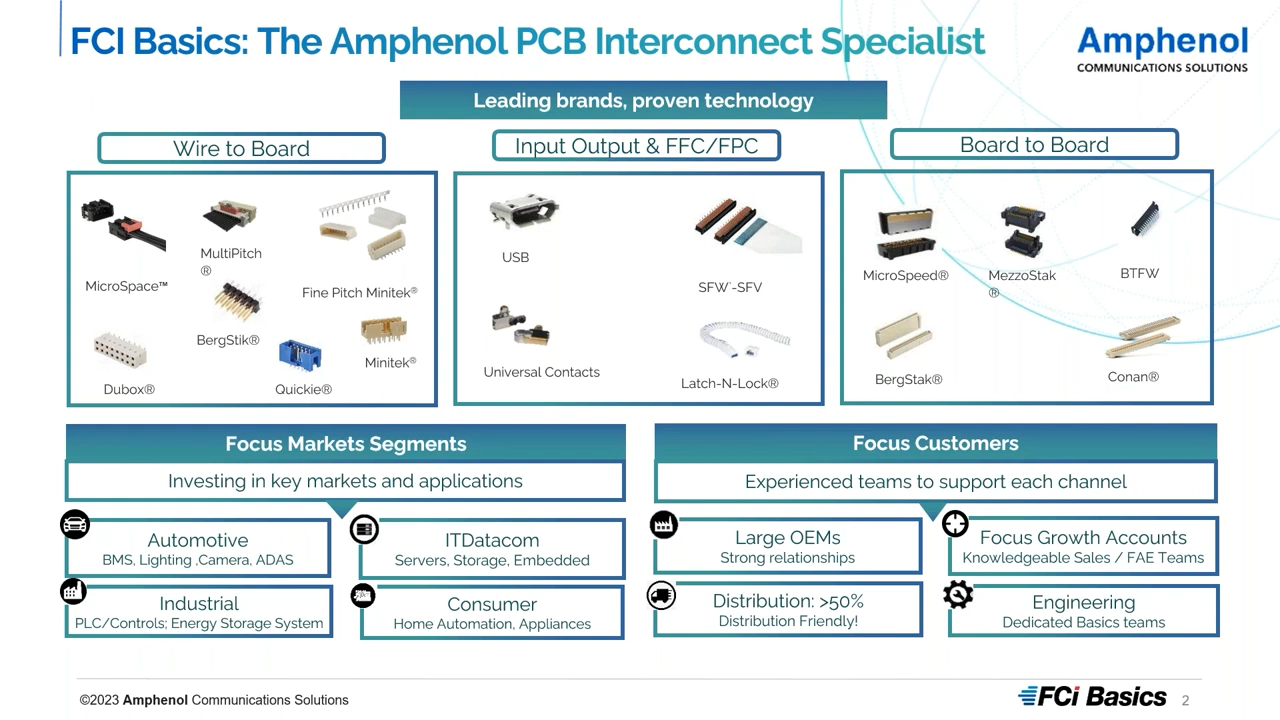 FCI Basics: The Amphenol PCB Interconnect Specialist
Amphenol
COMMUNICATIONS SOLUTIONS
Leading brands, proven technology
Wire to Board
MicroSpace™
MultiPitch
®
Fine Pitch Minitek®
BergStik®
Minitek®
Dubox®
Quickie®
Input Output & FFC/FPC
USB
SFW´-SFV
Universal Contacts
Latch-N-Lock®
Board to Board
MicroSpeed®
MezzoStak
®
BTFW
BergStak®
Conan®
Focus Markets Segments
Investing in key markets and applications
Automotive
BMS, Lighting ,Camera, ADAS
ITDatacom
Servers, Storage, Embedded
Industrial
PLC/Controls; Energy Storage System
Consumer
Home Automation, Appliances
Focus Customers
Experienced teams to support each channel
Large OEMs
Strong relationships
Focus Growth Accounts
Knowledgeable Sales / FAE Teams
Distribution: >50%
Distribution Friendly!
Engineering
Dedicated Basics teams
©2023 Amphenol Communications Solutions
FCi Basics
2